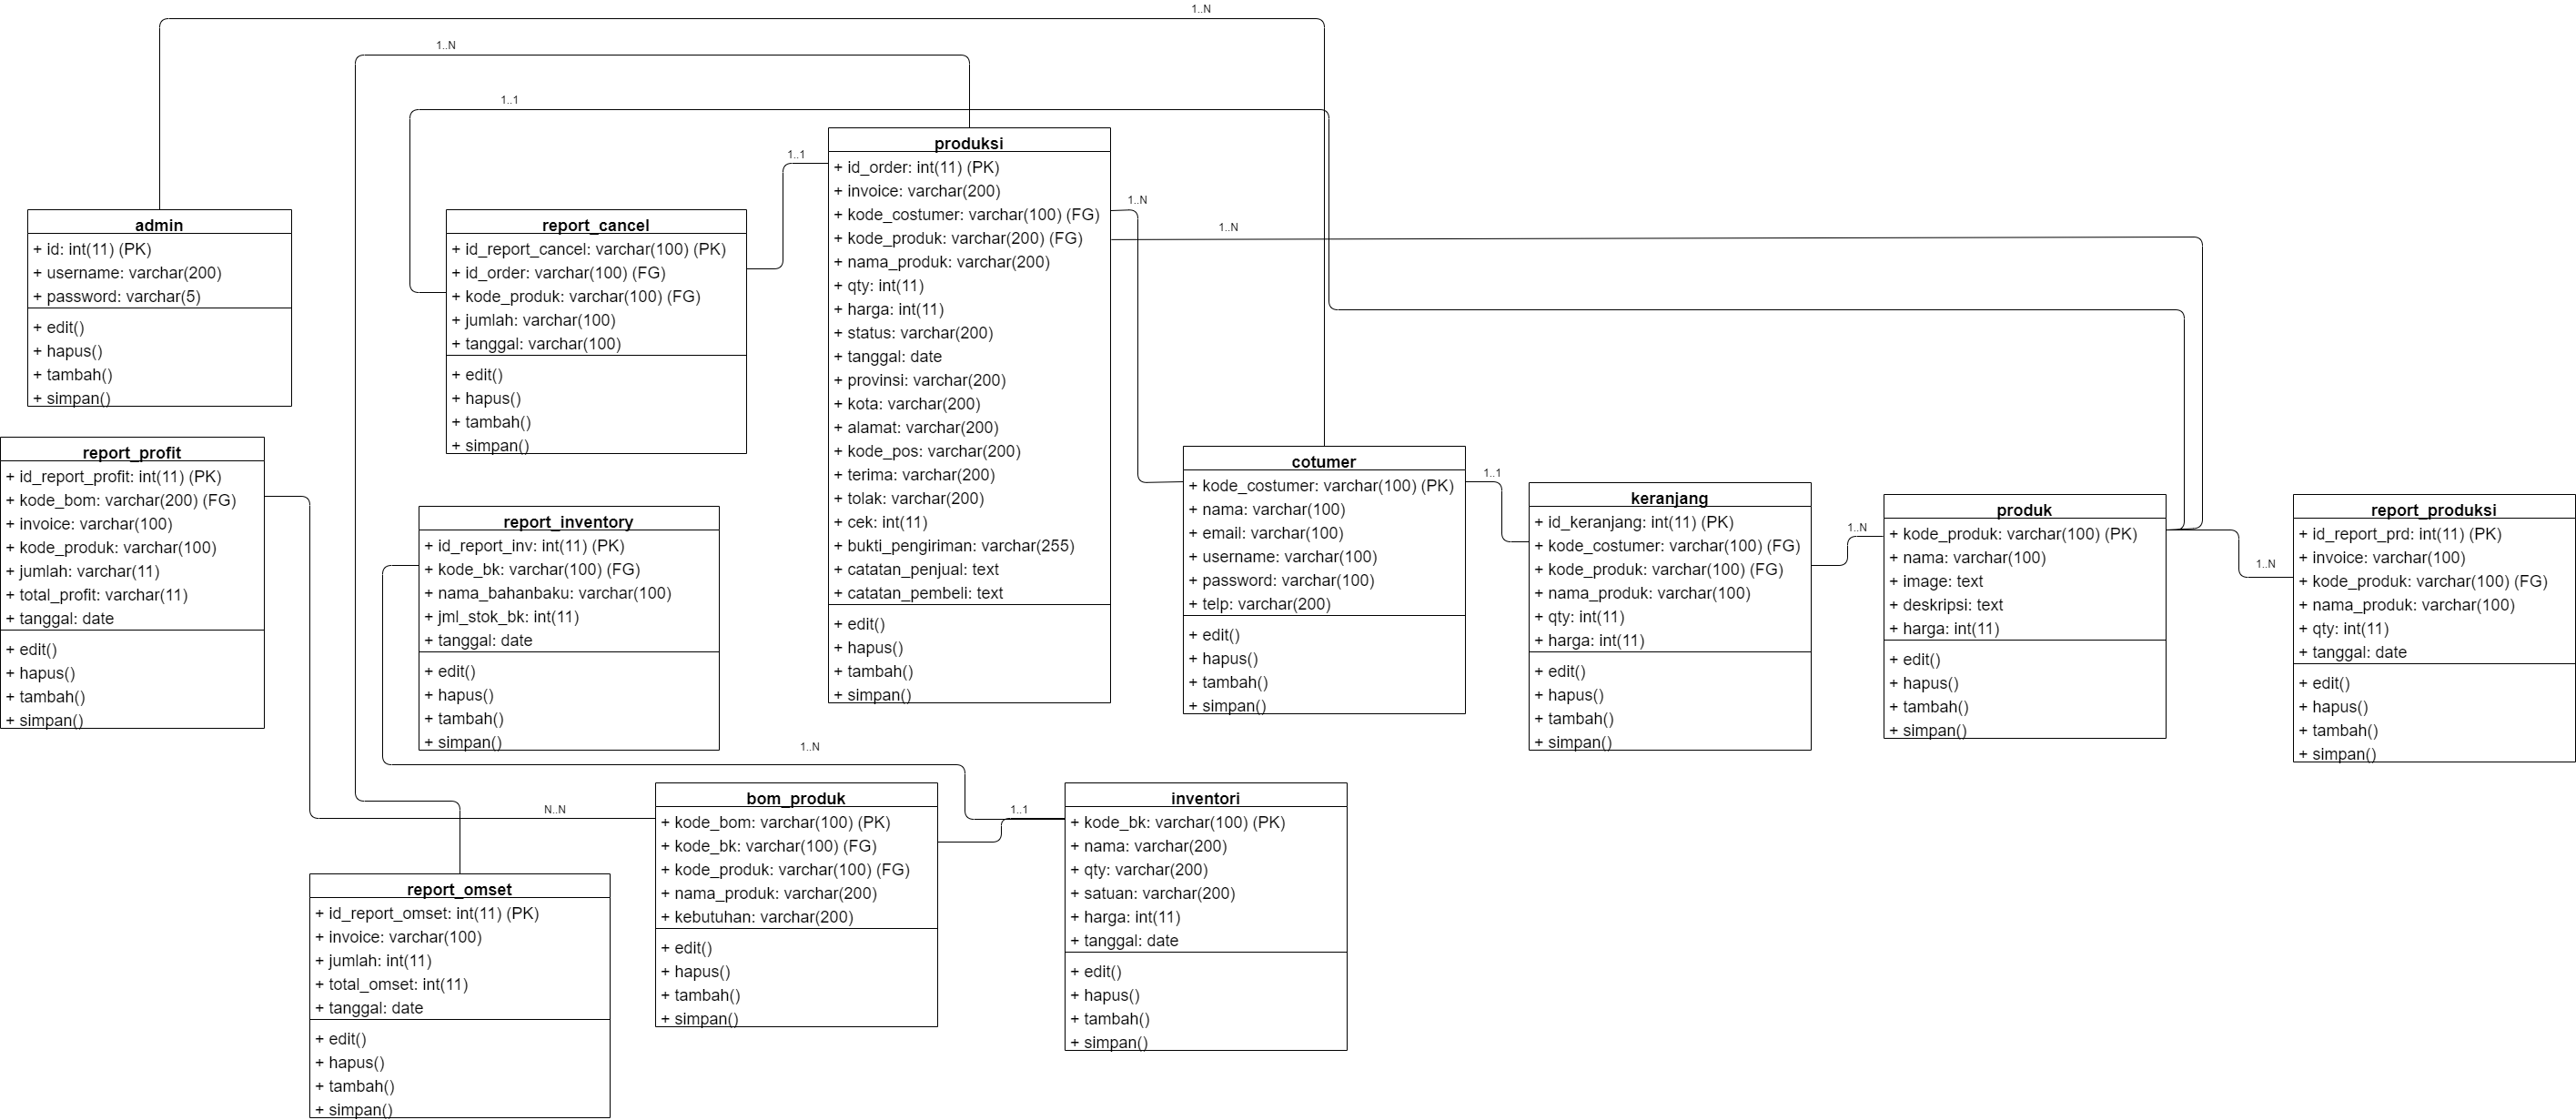 1..N
1..N
1..1
admin
+ id: int(11) (PK)
+ username: varchar(200)
+ password: varchar(5)
+ edit()
+ hapus()
+ tambah()
+ simpan()
report_cancel
+ id_report_cancel: varchar(100) (PK)
+ id_order: varchar(100) (FG)
+ kode_produk: varchar(100) (FG)
+ jumlah: varchar(100)
+ tanggal: varchar(100)
+ edit()
+ hapus()
+ tambah()
+ simpan()
1..1
produksi
+ id_order: int(11) (PK)
+ invoice: varchar(200)
+ kode_costumer: varchar(100) (FG)
+ kode_produk: varchar(200) (FG)
+ nama_produk: varchar(200)
+ qty: int(11)
+ harga: int(11)
+ status: varchar(200)
+ tanggal: date
+ provinsi: varchar(200)
+ kota: varchar(200)
+ alamat: varchar(200)
+ kode_pos: varchar(200)
+ terima: varchar(200)
+ tolak: varchar(200)
+ cek: int(11)
+ bukti_pengiriman: varchar(255)
+ catatan_penjual: text
+ catatan_pembeli: text
+ edit()
+ hapus()
+ tambah()
+ simpan()
1..N
1..N
report_profit
+ id_report_profit: int(11) (PK)
+ kode_bom: varchar(200) (FG)
+ invoice: varchar(100)
+ kode_produk: varchar(100)
+ jumlah: varchar(11)
+ total_profit: varchar(11)
+ tanggal: date
+ edit()
+ hapus()
+ tambah()
+ simpan()
report_inventory
+ id_report_inv: int(11) (PK)
+ kode_bk: varchar(100) (FG)
+ nama_bahanbaku: varchar(100)
+ jml_stok_bk: int(11)
+ tanggal: date
+ edit()
+ hapus()
+ tambah()
+ simpan()
cotumer
+ kode_costumer: varchar(100) (PK)
+ nama: varchar(100)
+ email: varchar(100)
+ username: varchar(100)
+ password: varchar(100)
+ telp: varchar(200)
+ edit()
+ hapus()
+ tambah()
+ simpan()
1..1
keranjang
+ id_keranjang: int(11) (PK)
+ kode_costumer: varchar(100) (FG)
+ kode_produk: varchar(100) (FG)
+ nama_produk: varchar(100)
+ qty: int(11)
+ harga: int(11)
+ edit()
+ hapus()
+ tambah()
+ simpan()
1..N
produk
+ kode_produk: varchar(100) (PK)
+ nama: varchar(100)
+ image: text
+ deskripsi: text
+ harga: int(11)
+ edit()
+ hapus()
+ tambah()
+ simpan()
1..N
report_produksi
+ id_report_prd: int(11) (PK)
+ invoice: varchar(100)
+ kode_produk: varchar(100) (FG)
+ nama_produk: varchar(100)
+ qty: int(11)
+ tanggal: date
+ edit()
+ hapus()
+ tambah()
+ simpan()
1..N
N..N
report_omset
+ id_report_omset: int(11) (PK)
+ invoice: varchar(100)
+ jumlah: int(11)
+ total_omset: int(11)
+ tanggal: date
+ edit()
+ hapus()
+ tambah()
+ simpan()
bom_produk
+ kode_bom: varchar(100) (PK)
+ kode_bk: varchar(100) (FG)
+ kode_produk: varchar(100) (FG)
+ nama_produk: varchar(200)
+ kebutuhan: varchar(200)
+ edit()
+ hapus()
+ tambah()
+ simpan()
1..1
inventori
+ kode_bk: varchar(100) (PK)
+ nama: varchar(200)
+ qty: varchar(200)
+ satuan: varchar(200)
+ harga: int(11)
+ tanggal: date
+ edit()
+ hapus()
+ tambah()
+ simpan()